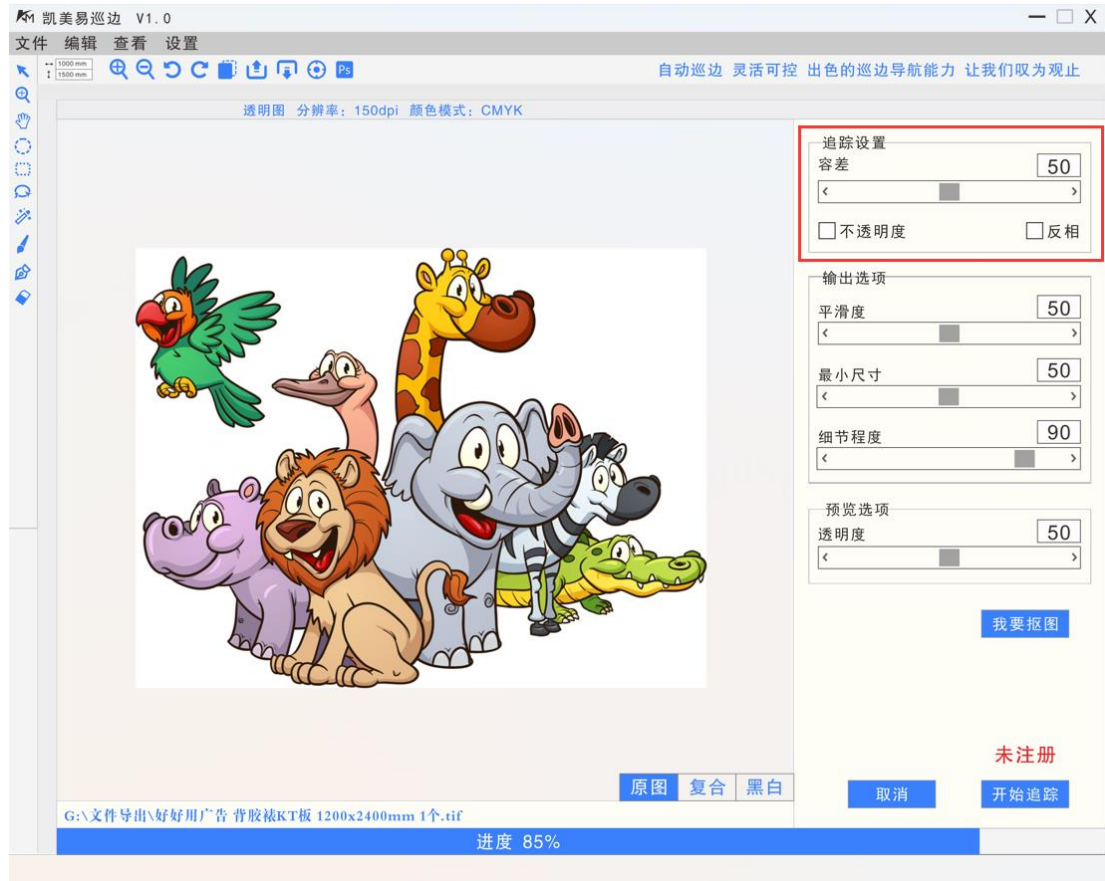 KM 凯美易巡边 V1.0
文件 编辑 查看 设置
1000 mm
1500 mm
Ps
自动巡边 灵活可控 出色的巡边导航能力 让我们叹为观止
透明图 分辨率：150dpi 颜色模式：CMYK
追踪设置
容差 50
不透明度 反相
输出选项
平滑度 50
最小尺寸 50
细节程度 90
预览选项
透明度 50
我要抠图
未注册
原图 复合 黑白
取消 开始追踪
G:\文件导出\好好用广告 背胶裱KT板 1200x2400mm 1个.tif
进度 85%